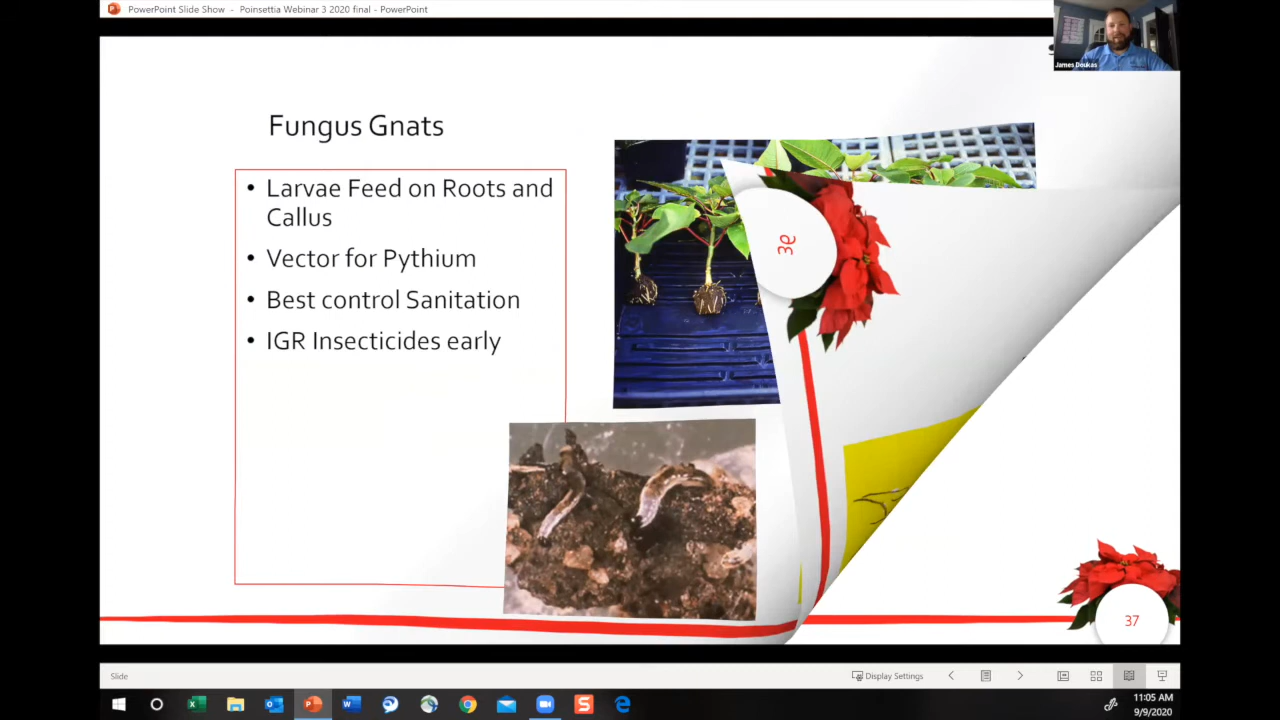 PowerPoint Slide Show - Poinsettia Webinar 3 2020 final - PowerPoint
James Doukas
Fungus Gnats
• Larvae Feed on Roots and
Callus
• Vector for Pythium
• Best control Sanitation
• IGR Insecticides early
36
37
Slide
Display Settings
11:05 AM
9/9/2020